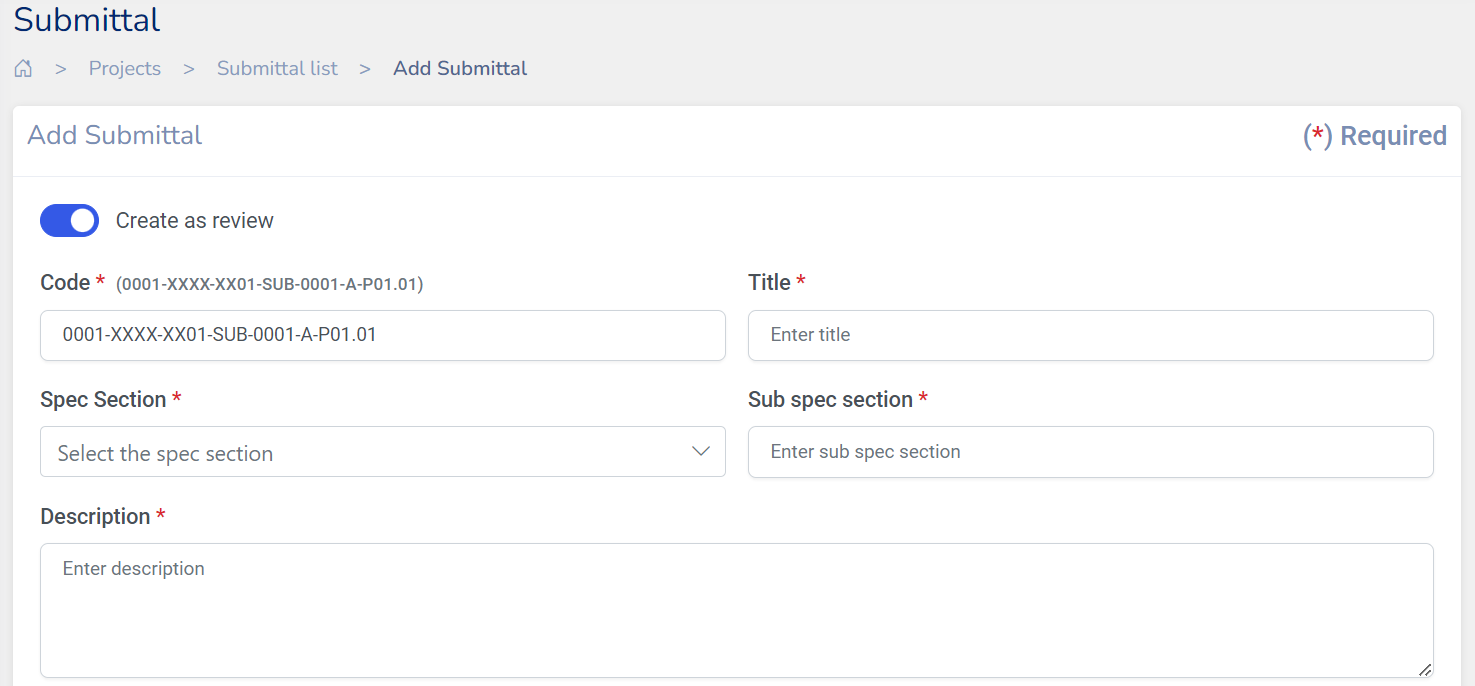 Submittal
> Projects > Submittal list > Add Submittal
Add Submittal
(*) Required
Create as review
Code * (0001-XXXX-XX01-SUB-0001-A-P01.01)
Title *
0001-XXXX-XX01-SUB-0001-A-P01.01
Enter title
Spec Section *
Sub spec section *
Select the spec section
Enter sub spec section
Description *
Enter description